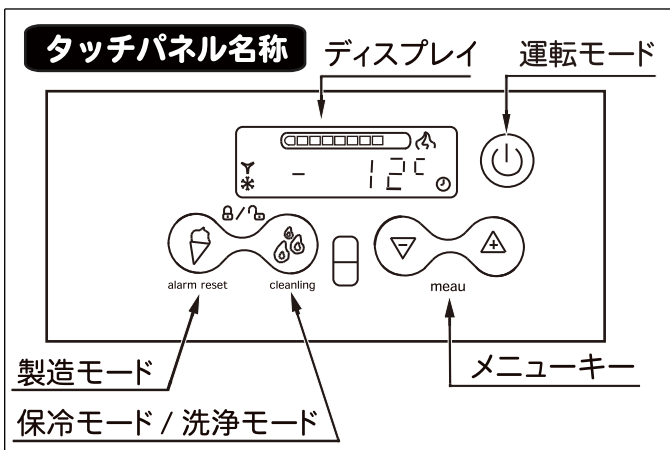 タッチパネル名称
ディスプレイ
運転モード
- 12c
alarm reset
cleanling
meau
製造モード
メニューキー
保冷モード / 洗浄モード